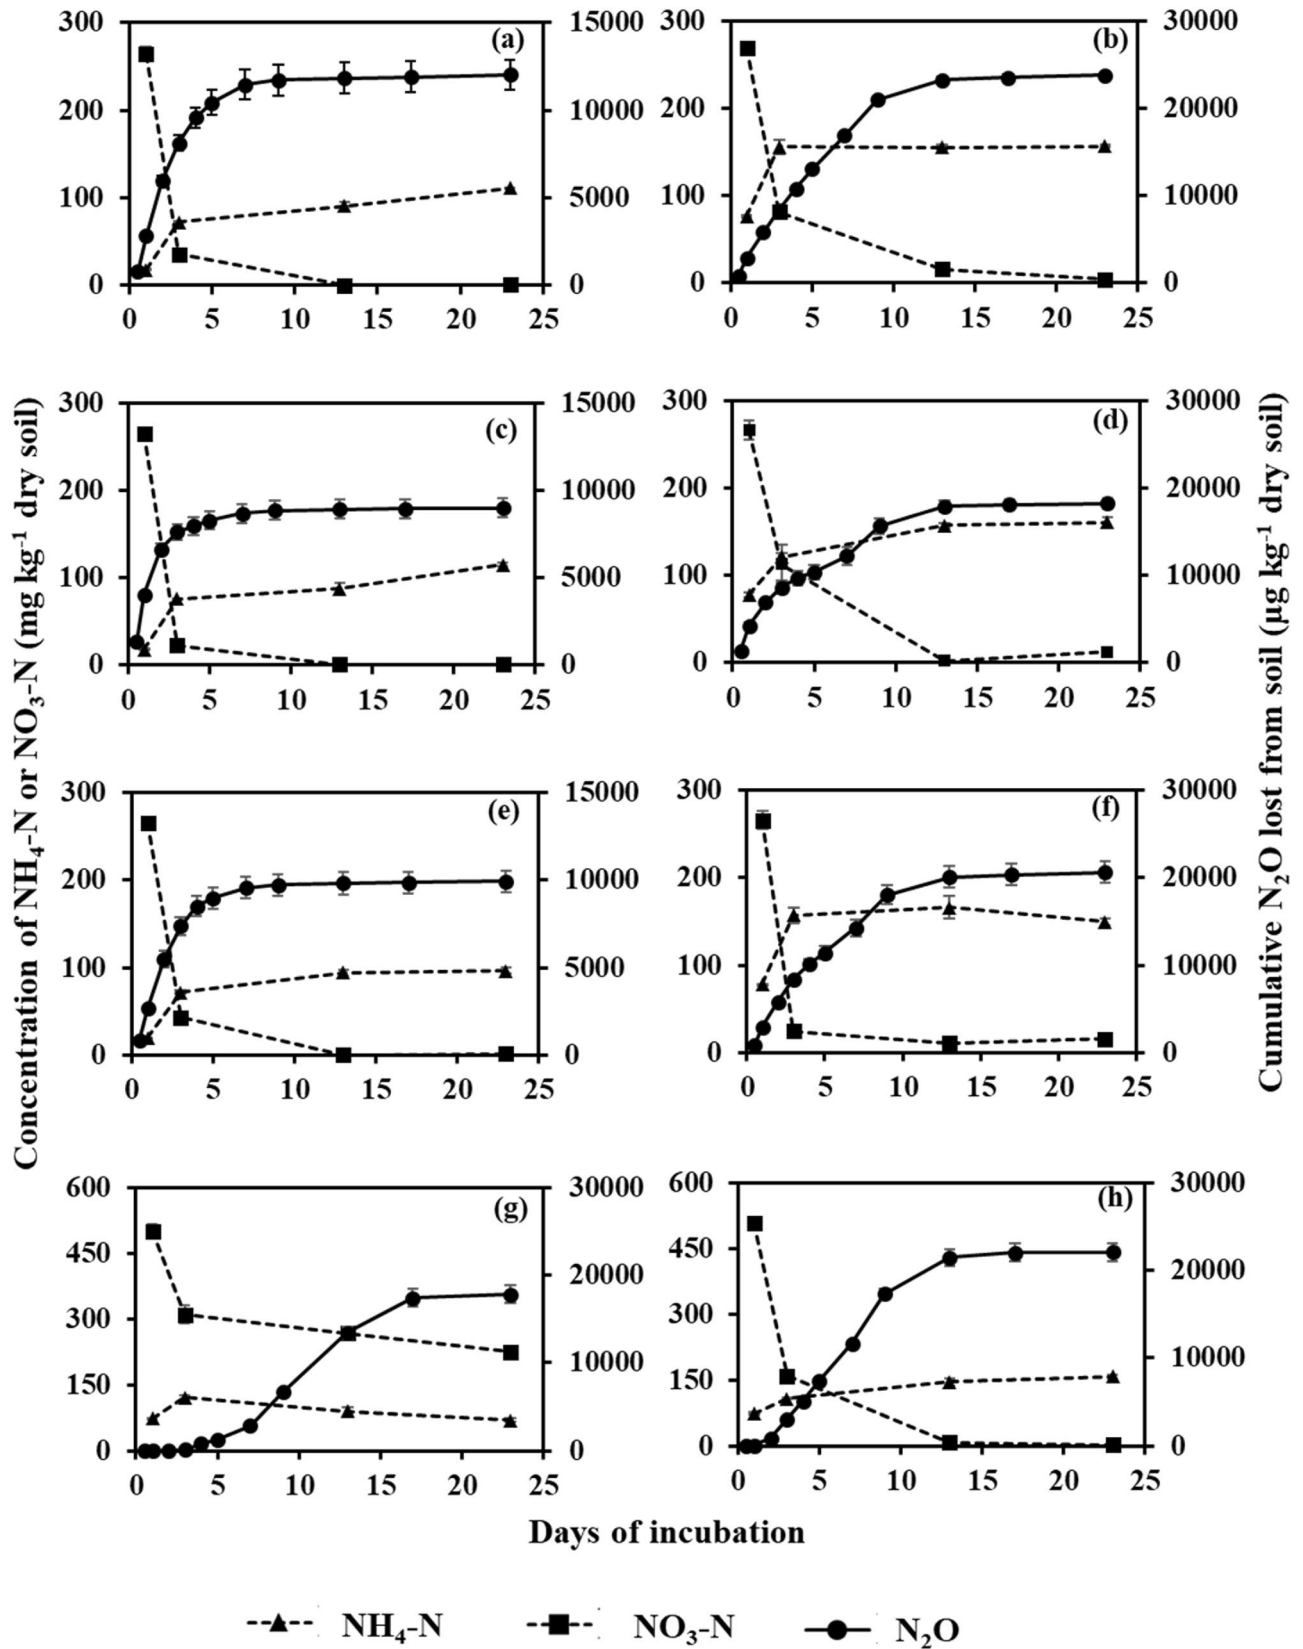 300 15000 300 30000
(a) (b)
200 10000 200 20000
100 5000 100 10000
0 0 0 0
0 5 10 15 20 25 0 5 10 15 20 25
300 15000 300 30000
(c) (d)
200 10000 200 20000
100 5000 100 10000
0 0 0 0
0 5 10 15 20 25 0 5 10 15 20 25
Concentration of NH₄-N or NO₃-N (mg kg⁻¹ dry soil)
Cumulative N₂O lost from soil (µg kg⁻¹ dry soil)
300 15000 300 30000
(e) (f)
200 10000 200 20000
100 5000 100 10000
0 0 0 0
0 5 10 15 20 25 0 5 10 15 20 25
600 30000 600 30000
(g) (h)
450 20000 450 20000
300 300
150 10000 150 10000
0 0 0 0
0 5 10 15 20 25 0 5 10 15 20 25
Days of incubation
NH₄-N NO₃-N N₂O